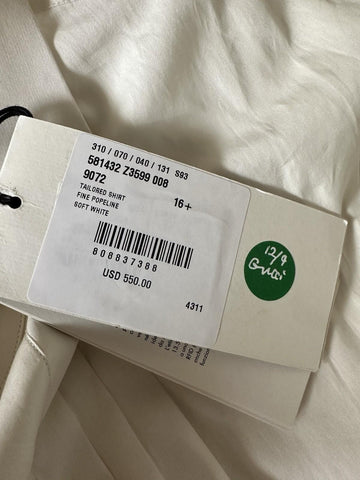 310 / 070 / 040 / 131 S93
581432 Z3599 008
9072
16+
TAILORED SHIRT
FINE POPELINE
SOFT WHITE
808837388
USD 550.00
4311
12/9
Gucci